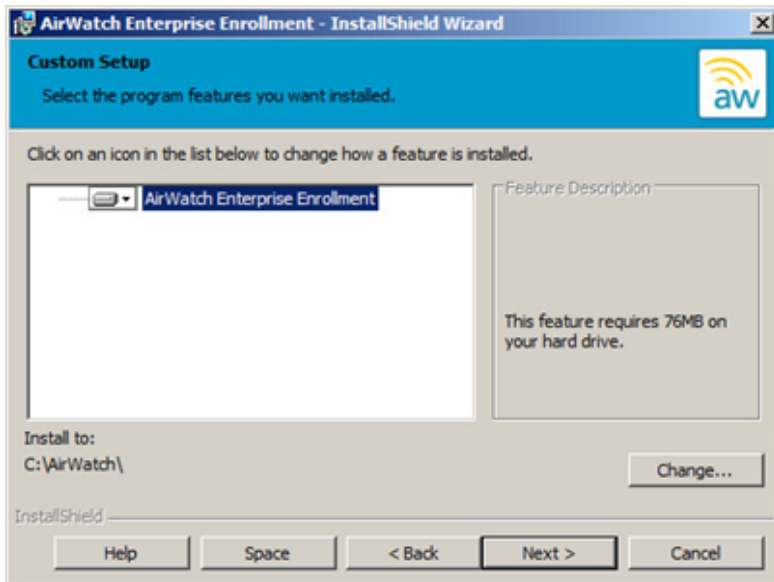 AirWatch Enterprise Enrollment - InstallShield Wizard
Custom Setup
Select the program features you want installed.
aw
Click on an icon in the list below to change how a feature is installed.
AirWatch Enterprise Enrollment
Feature Description
This feature requires 76MB on
your hard drive.
Install to:
C:\AirWatch\
Change...
InstallShield
Help
Space
< Back
Next >
Cancel